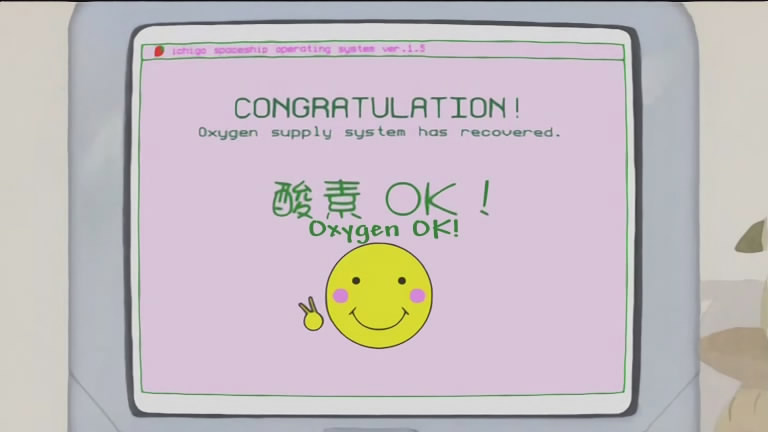 ichigo spaceship operating system ver.1.5
CONGRATULATION!
Oxygen supply system has recovered.
酸素 OK!
Oxygen OK!